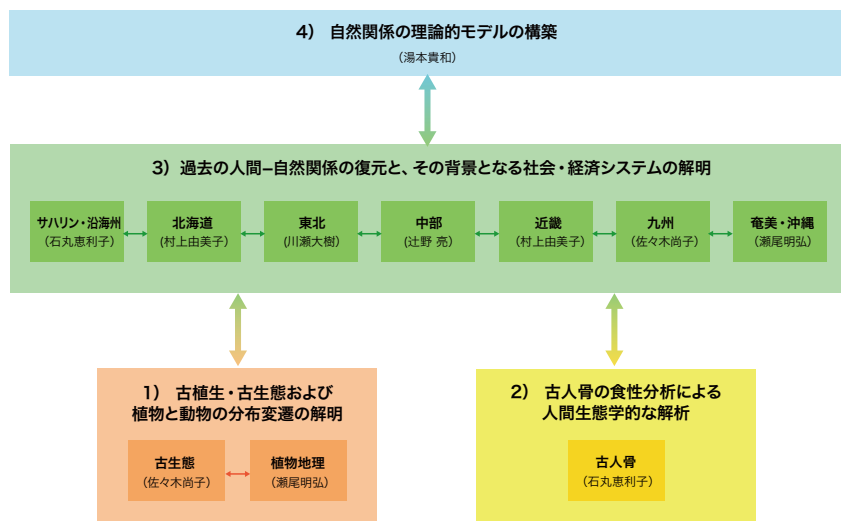 4） 自然関係の理論的モデルの構築
（湯本貴和）
3）過去の人間–自然関係の復元と、その背景となる社会・経済システムの解明
サハリン・沿海州
（石丸恵利子）
北海道
（村上由美子）
東北
（川瀬大樹）
中部
（辻野 亮）
近畿
（村上由美子）
九州
（佐々木尚子）
奄美・沖縄
（瀬尾明弘）
1） 古植生・古生態および
植物と動物の分布変遷の解明
古生態
（佐々木尚子）
植物地理
（瀬尾明弘）
2） 古人骨の食性分析による
人間生態学的な解析
古人骨
（石丸恵利子）